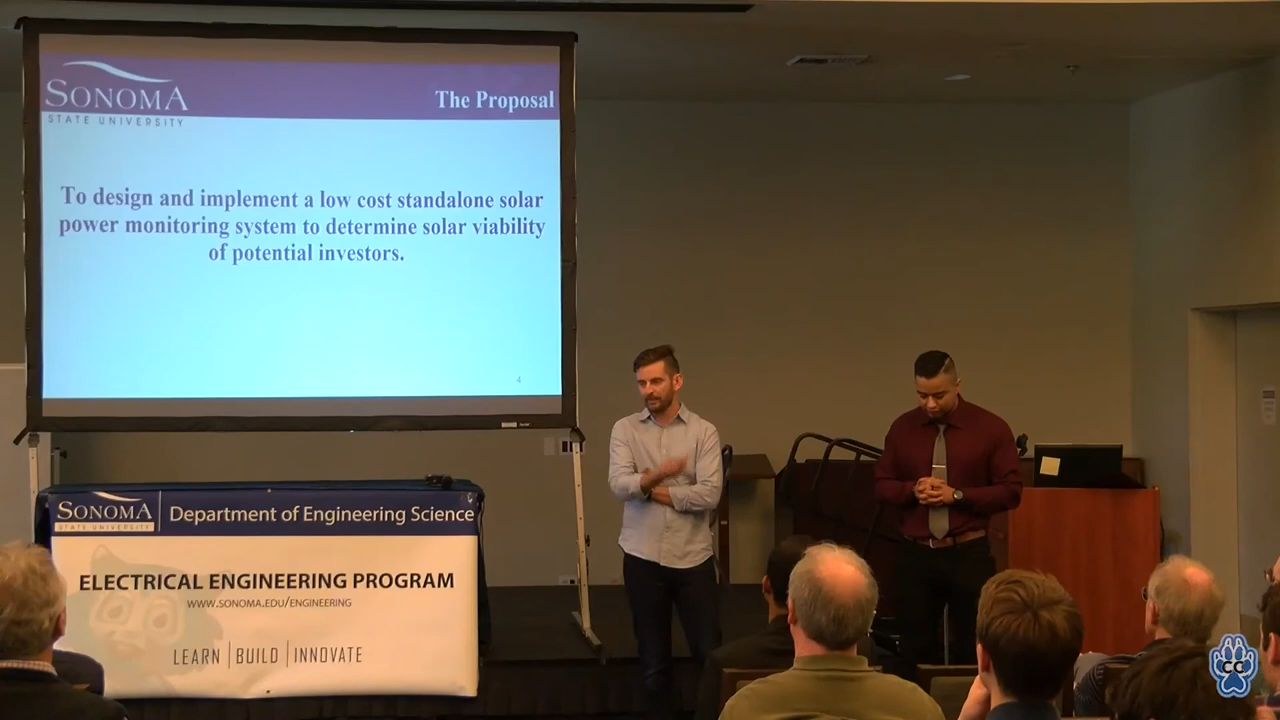 SONOMA
STATE UNIVERSITY
The Proposal
To design and implement a low cost standalone solar
power monitoring system to determine solar viability
of potential investors.
4
SONOMA
STATE UNIVERSITY
Department of Engineering Science
ELECTRICAL ENGINEERING PROGRAM
WWW.SONOMA.EDU/ENGINEERING
LEARN | BUILD | INNOVATE
CC